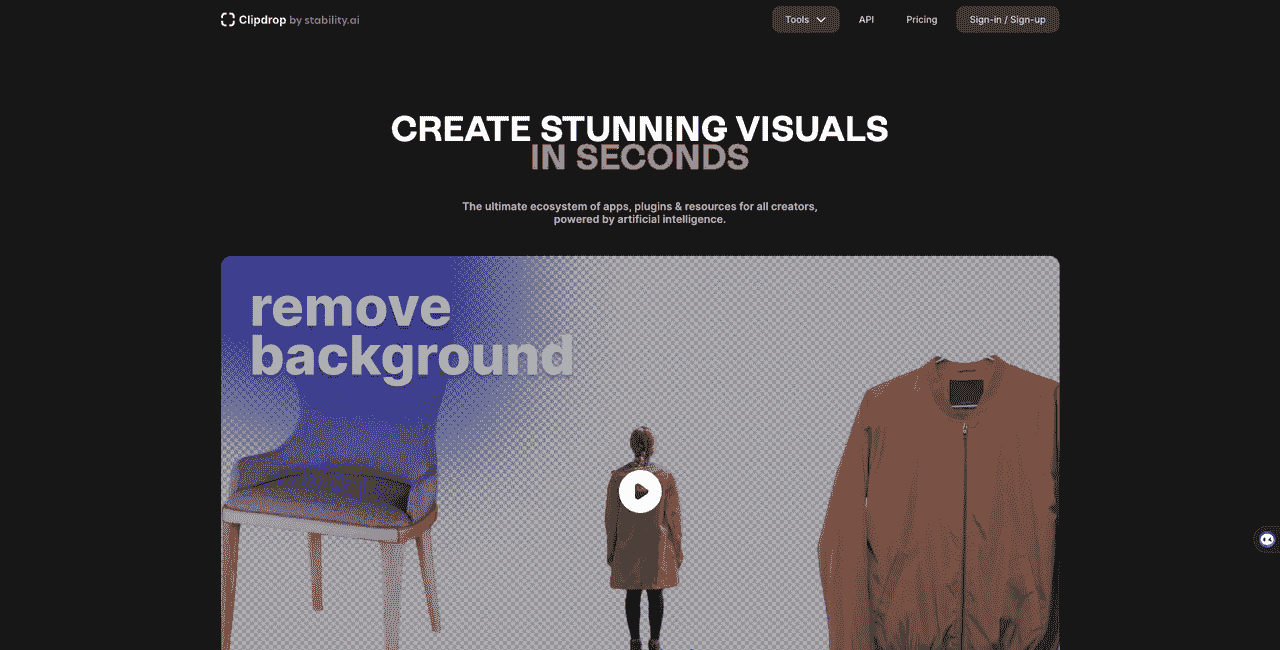 Clipdrop by stability.ai
Tools
API
Pricing
Sign-in / Sign-up
CREATE STUNNING VISUALS
IN SECONDS
The ultimate ecosystem of apps, plugins & resources for all creators,
powered by artificial intelligence.
remove
background